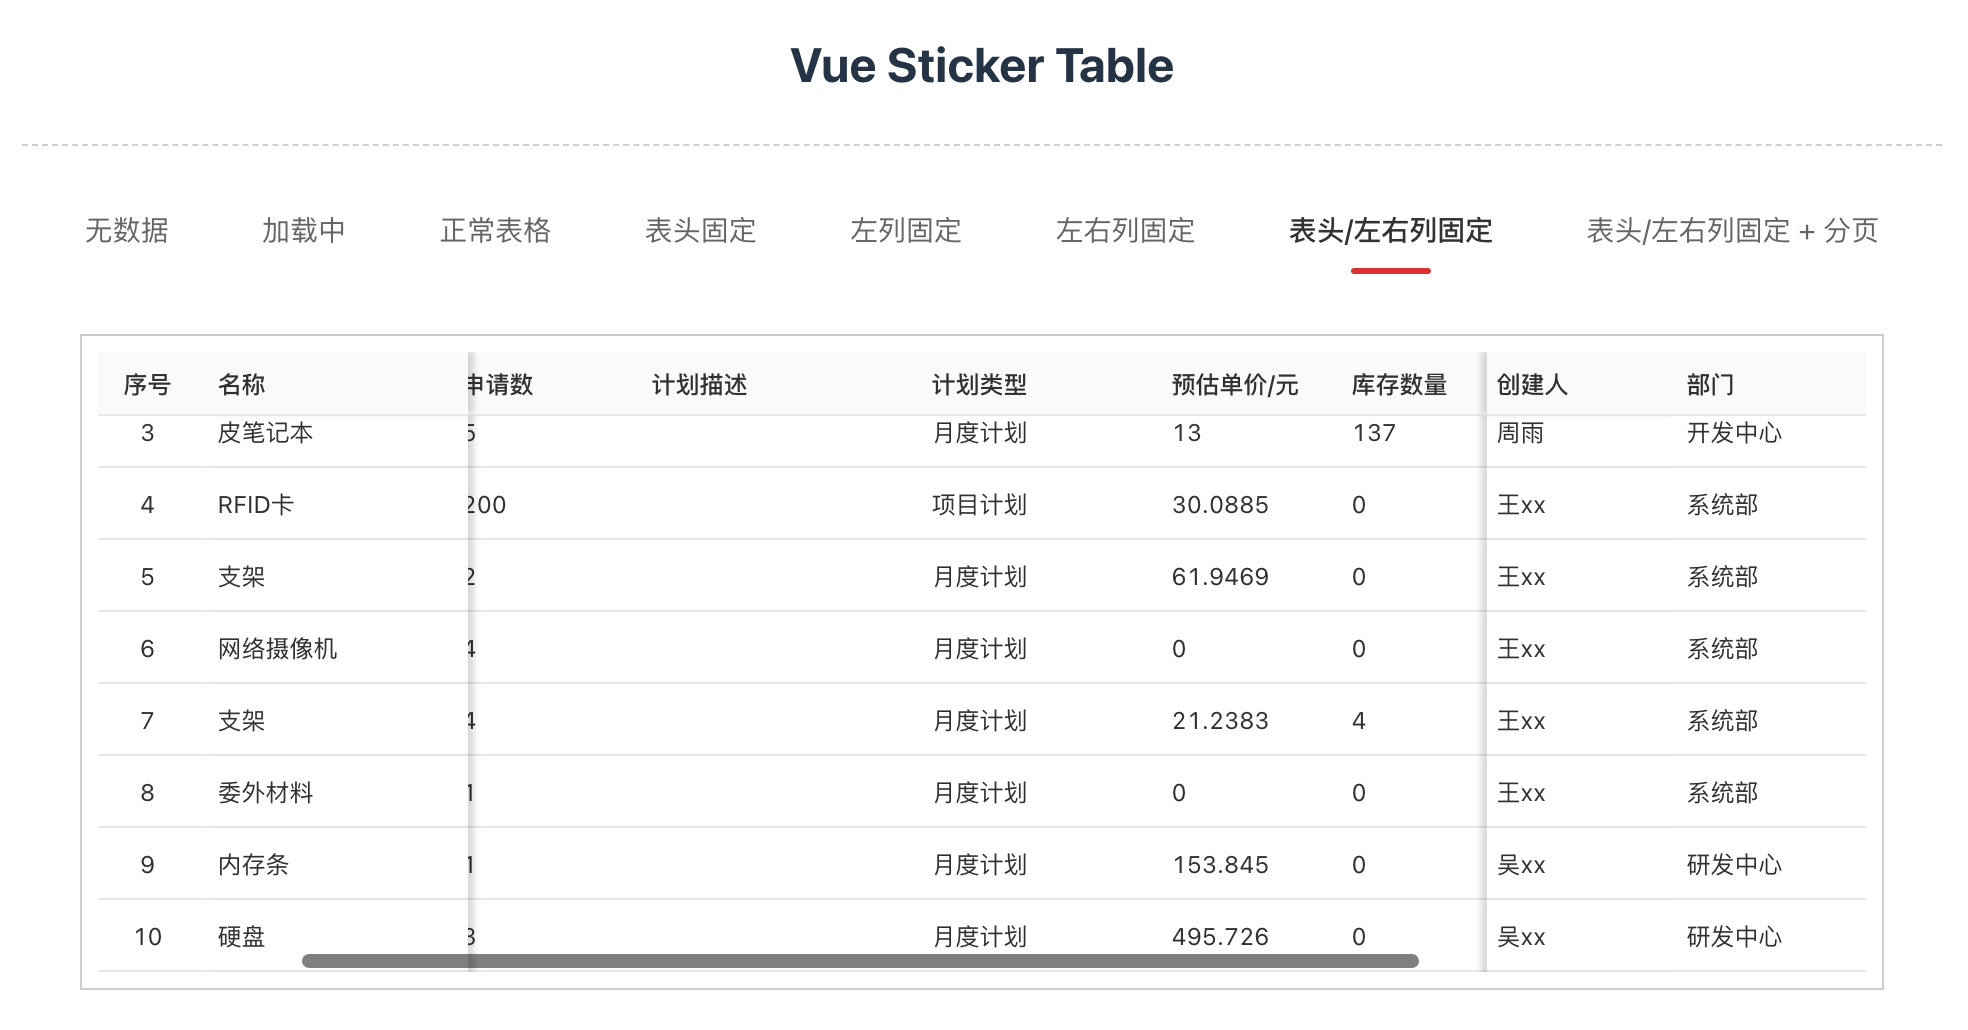 Vue Sticker Table
无数据 加载中 正常表格 表头固定 左列固定 左右列固定 表头/左右列固定 表头/左右列固定 + 分页
序号 名称 申请数 计划描述 计划类型 预估单价/元 库存数量 创建人 部门
3 皮笔记本 5 月度计划 13 137 周雨 开发中心
4 RFID卡 200 项目计划 30.0885 0 王xx 系统部
5 支架 2 月度计划 61.9469 0 王xx 系统部
6 网络摄像机 4 月度计划 0 0 王xx 系统部
7 支架 4 月度计划 21.2383 4 王xx 系统部
8 委外材料 1 月度计划 0 0 王xx 系统部
9 内存条 1 月度计划 153.845 0 吴xx 研发中心
10 硬盘 月度计划 495.726 0 吴xx 研发中心